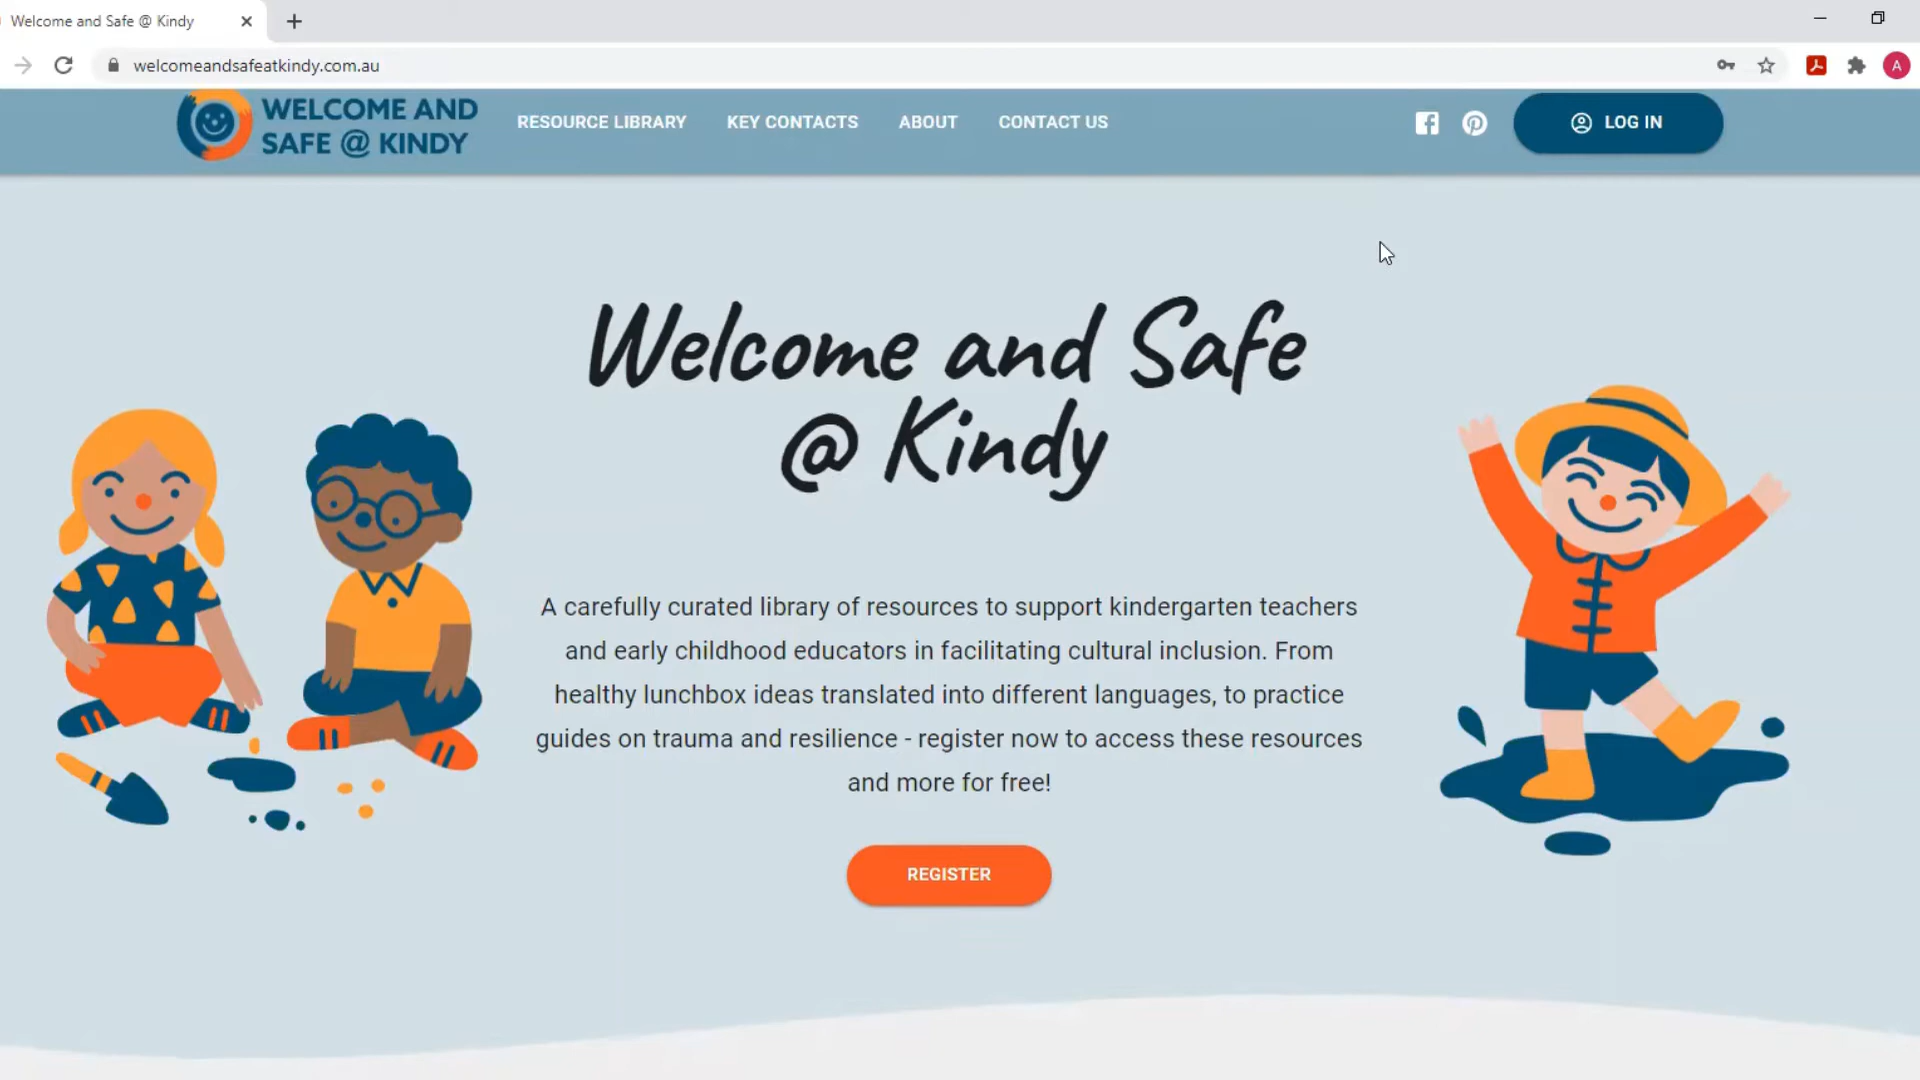 Welcome and Safe @ Kindy
welcomeandsafeatkindy.com.au
A
WELCOME AND
SAFE @ KINDY
RESOURCE LIBRARY
KEY CONTACTS
ABOUT
CONTACT US
LOG IN
Welcome and Safe
@ Kindy
A carefully curated library of resources to support kindergarten teachers
and early childhood educators in facilitating cultural inclusion. From
healthy lunchbox ideas translated into different languages, to practice
guides on trauma and resilience - register now to access these resources
and more for free!
REGISTER